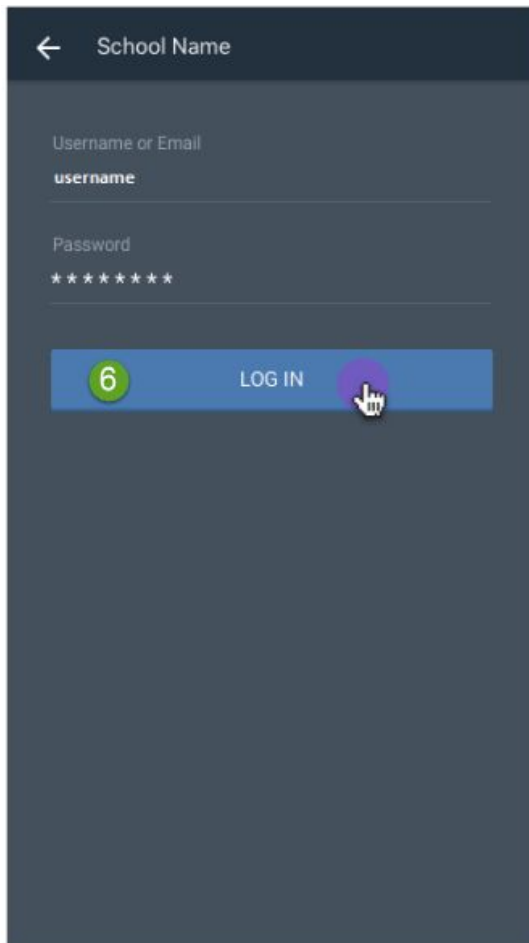 School Name
Username or Email
username
Password
********
6 LOG IN